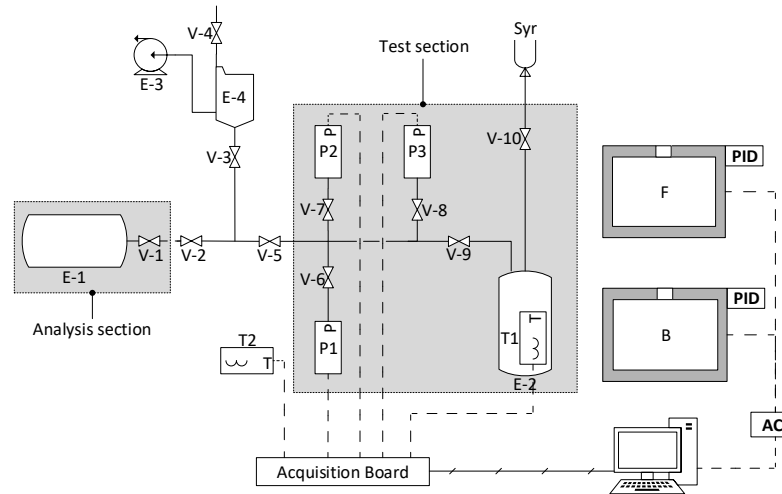 V-4
Syr
Test section
E-3
E-4
P
P
P2
P3
V-10
PID
V-3
F
V-7
V-8
V-1
V-2
V-5
V-9
E-1
V-6
PID
Analysis section
P
T
T1
B
T2
P1
T
E-2
AC
Acquisition Board